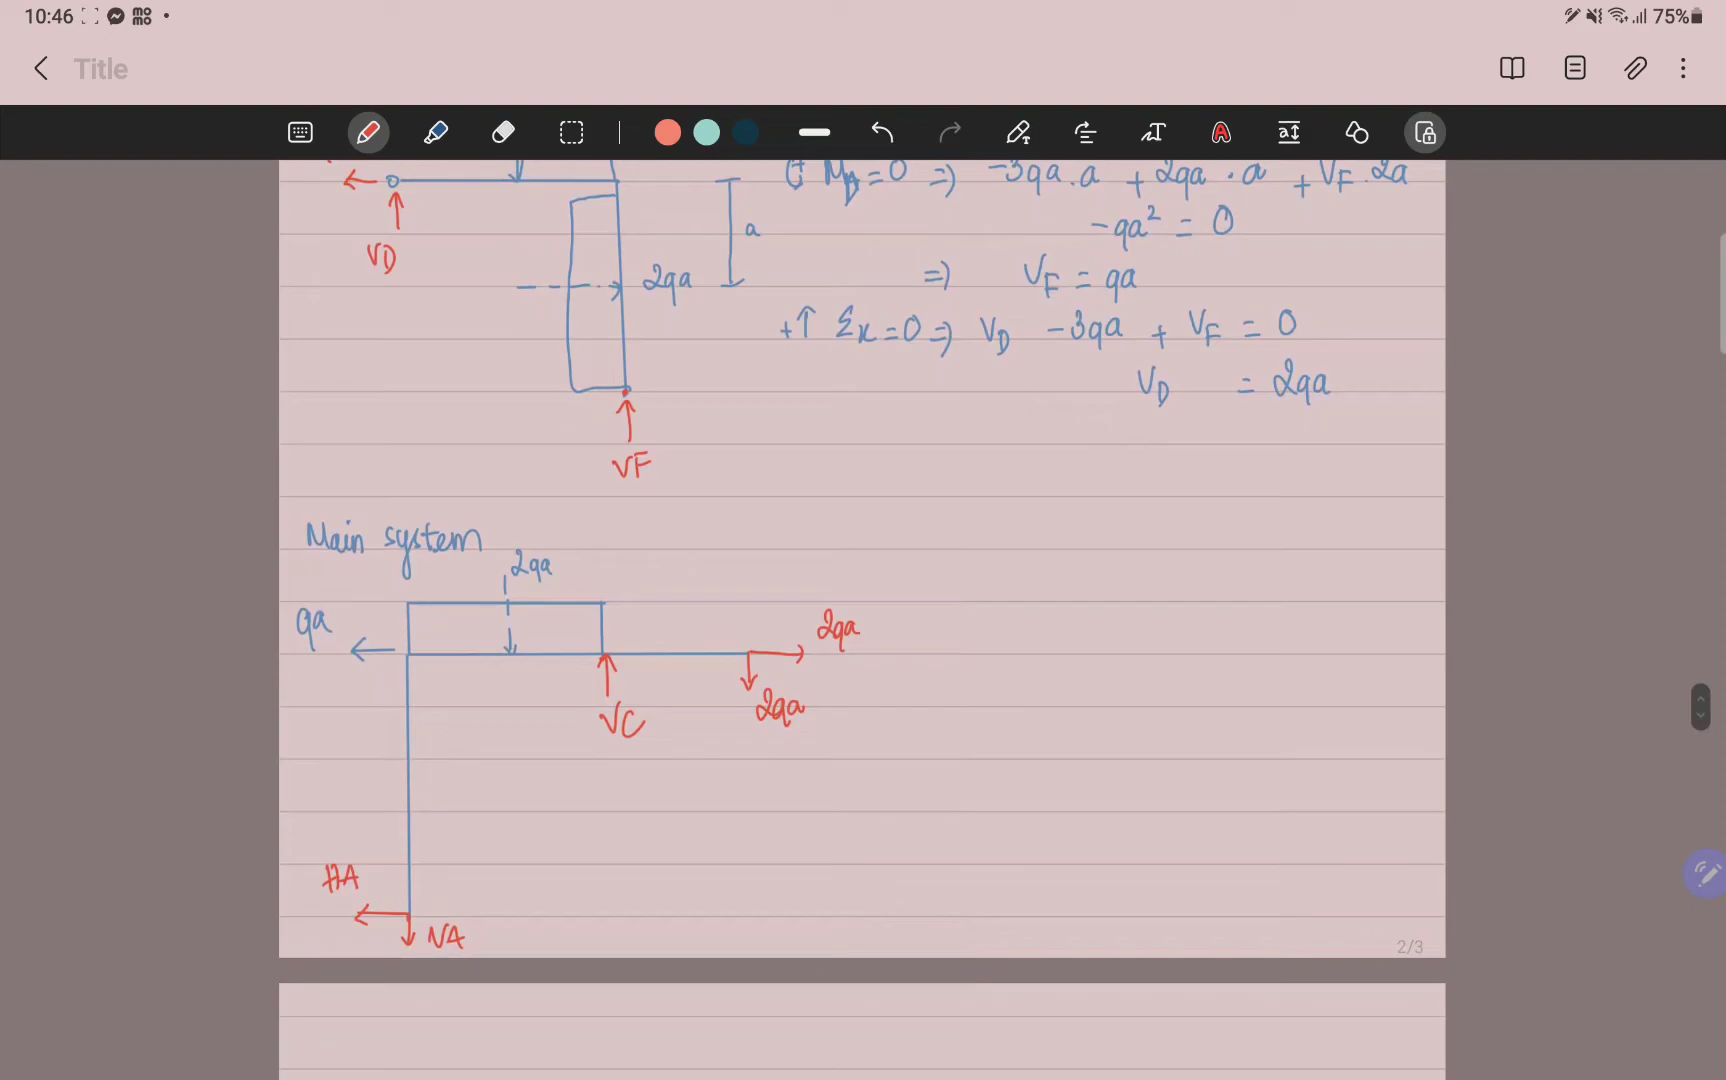 10:46 75%
Title
(+ M_D = 0 => -3qa . a + 2qa . a + V_F . 2a
- qa² = 0
VD
a
2qa
=> V_F = qa
+↑ Σx = 0 => V_D - 3qa + V_F = 0
V_D = 2qa
VF
Main system
2qa
qa
2qa
2qa
VC
HA
VA
2/3